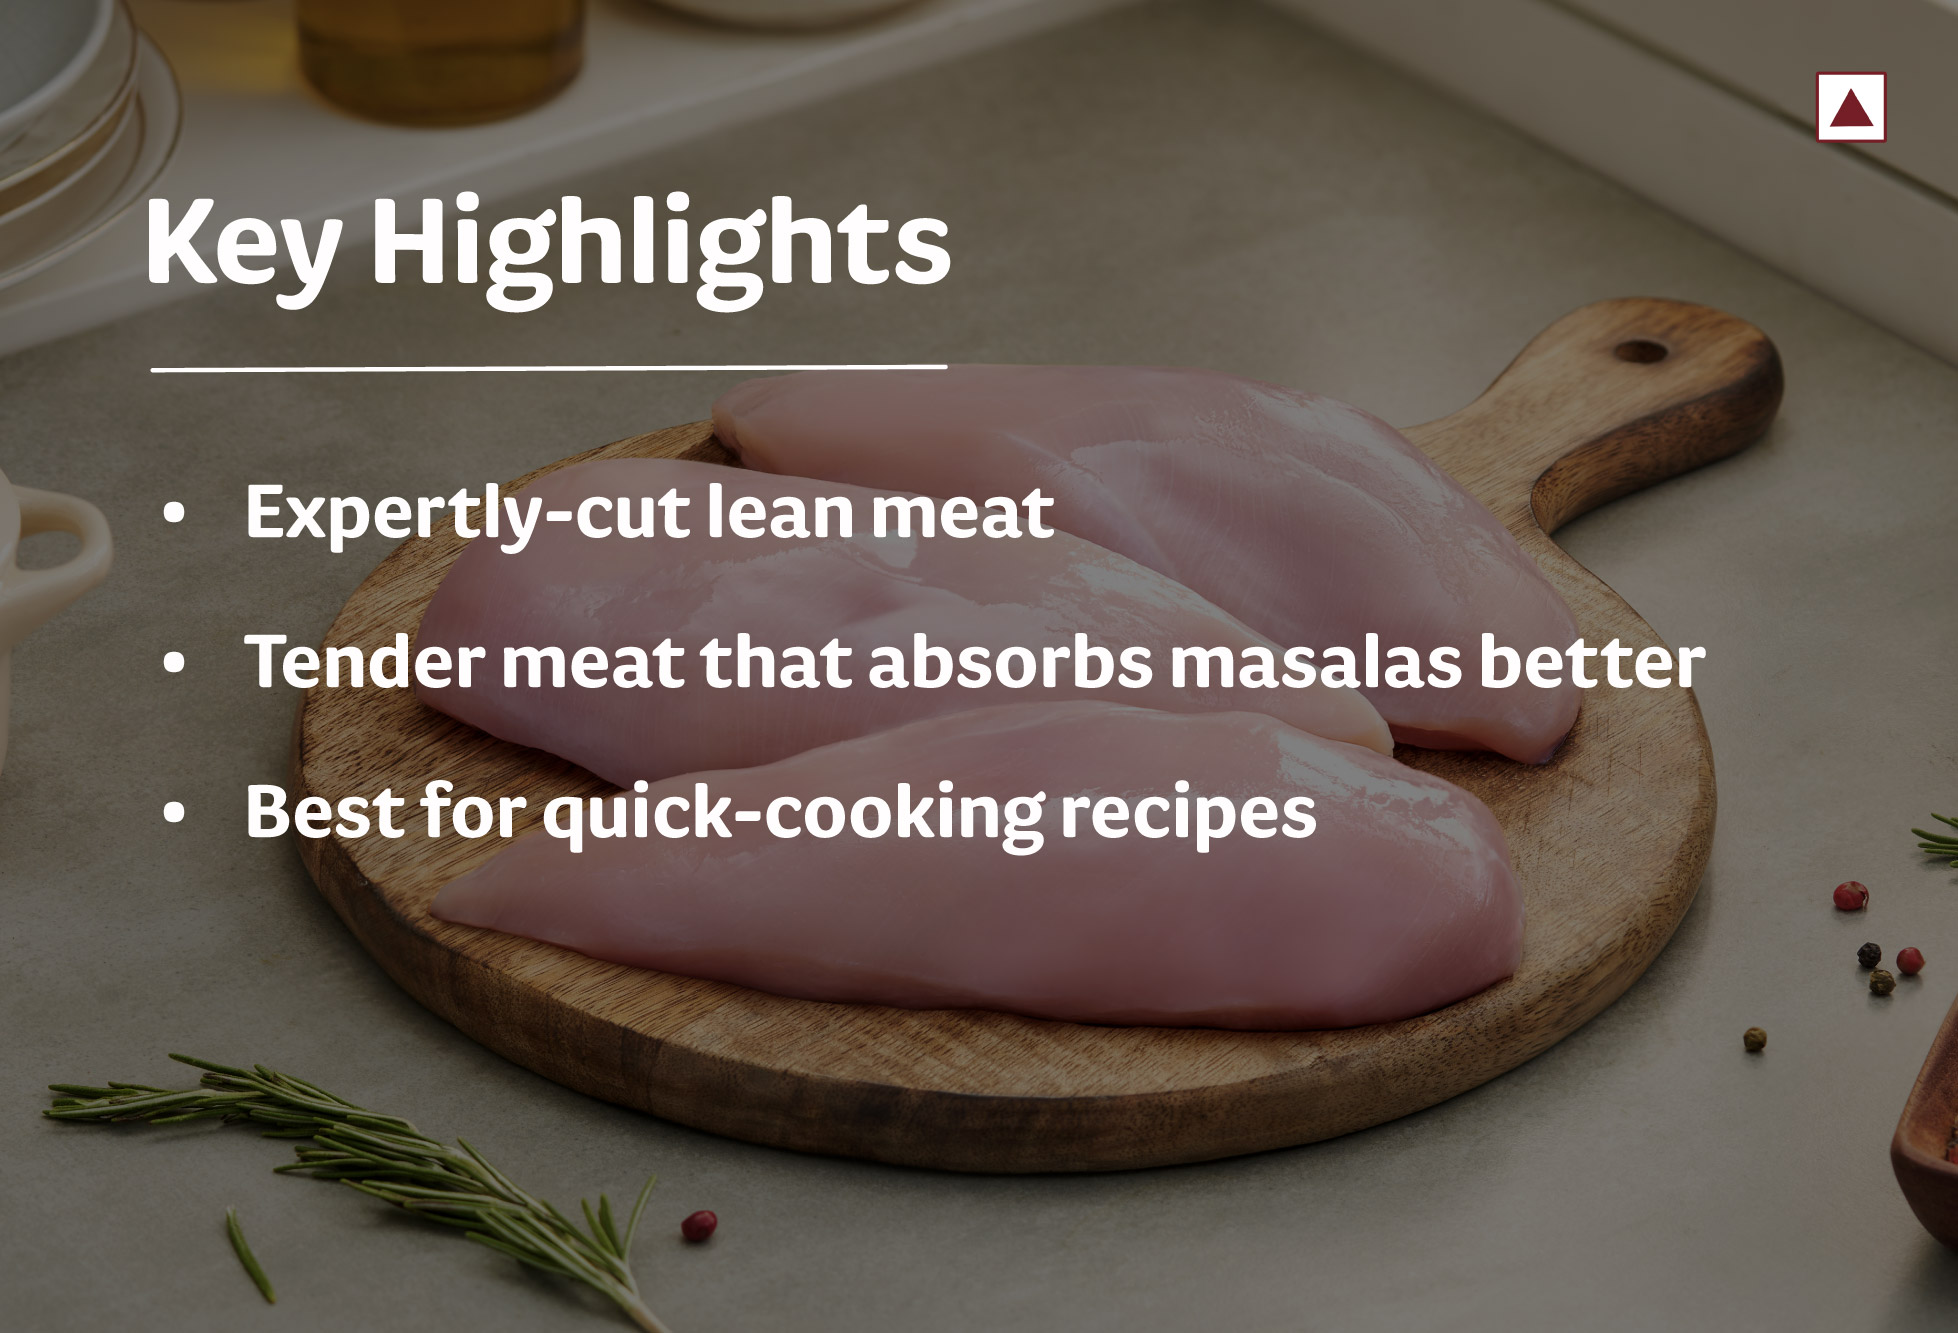 Key Highlights
• Expertly-cut lean meat
• Tender meat that absorbs masalas better
• Best for quick-cooking recipes